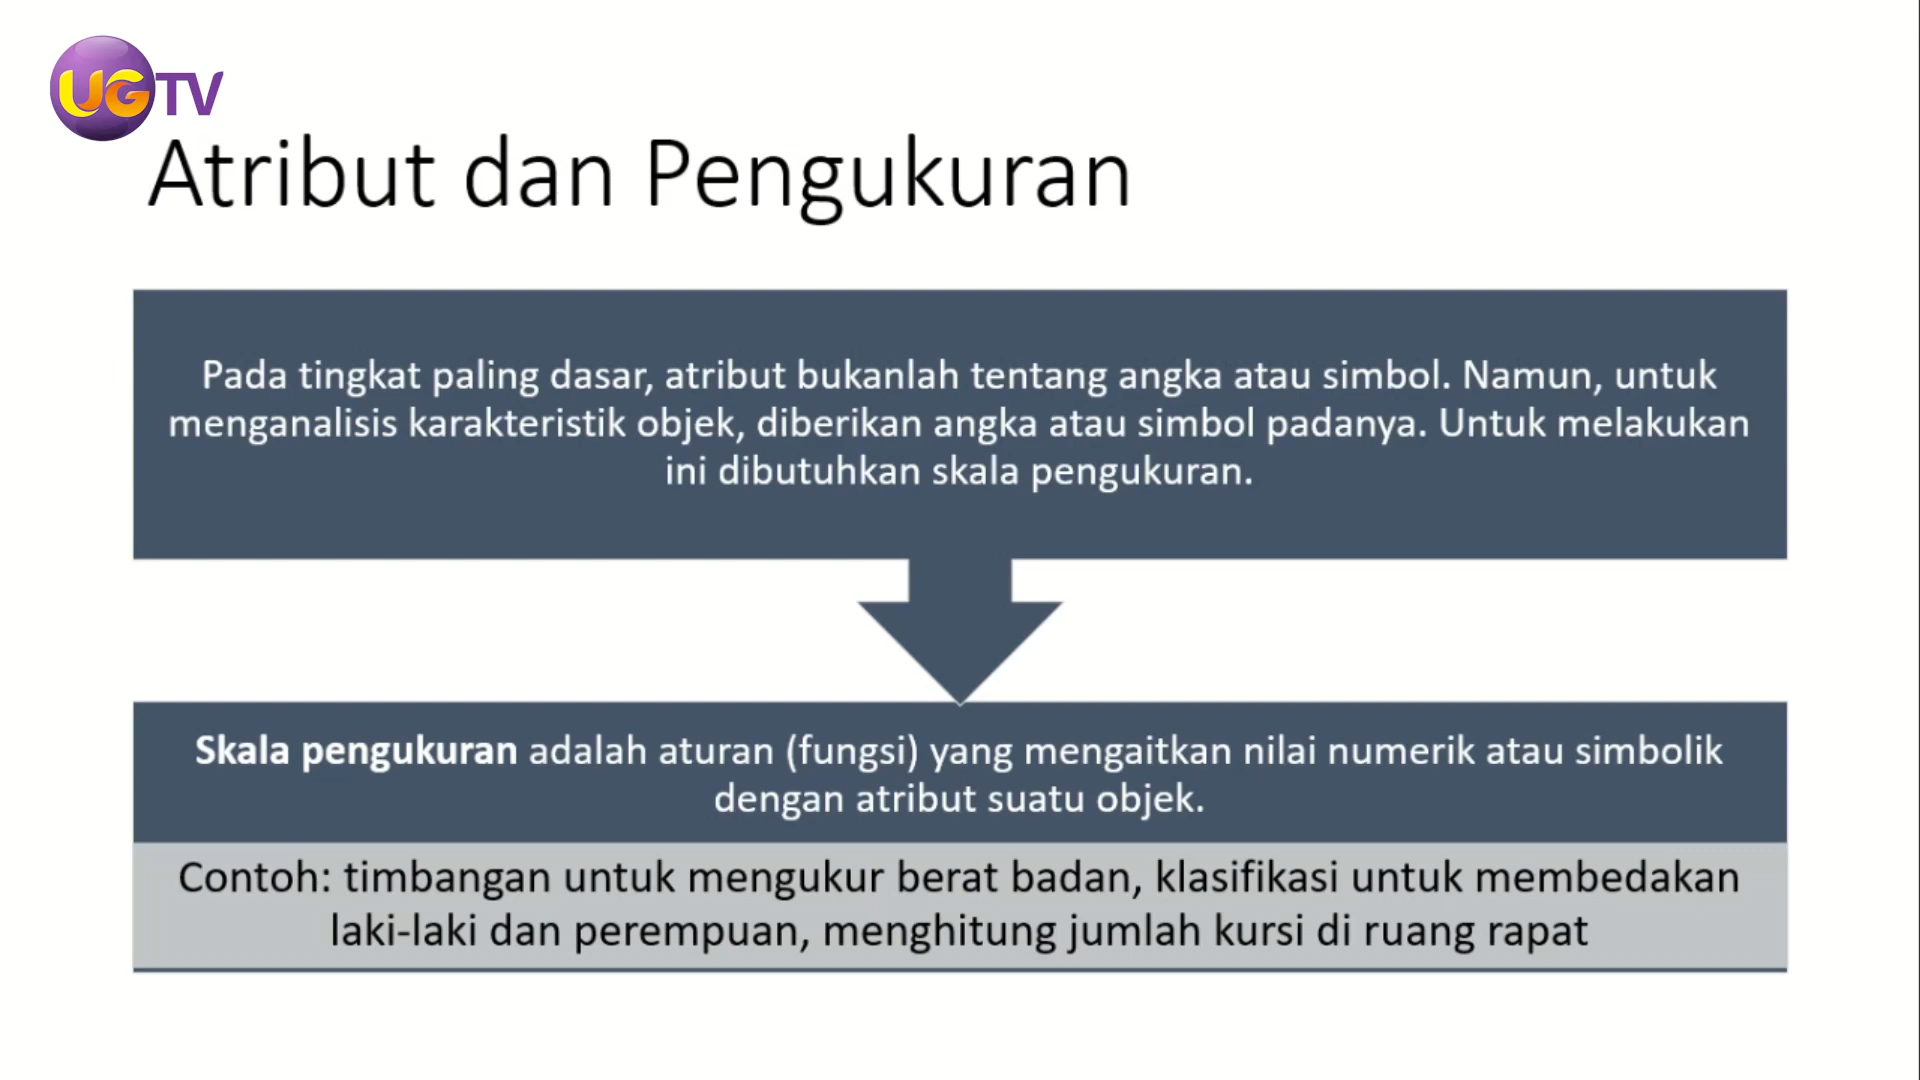 UGTV
Atribut dan Pengukuran
Pada tingkat paling dasar, atribut bukanlah tentang angka atau simbol. Namun, untuk
menganalisis karakteristik objek, diberikan angka atau simbol padanya. Untuk melakukan
ini dibutuhkan skala pengukuran.
Skala pengukuran adalah aturan (fungsi) yang mengaitkan nilai numerik atau simbolik
dengan atribut suatu objek.
Contoh: timbangan untuk mengukur berat badan, klasifikasi untuk membedakan
laki-laki dan perempuan, menghitung jumlah kursi di ruang rapat